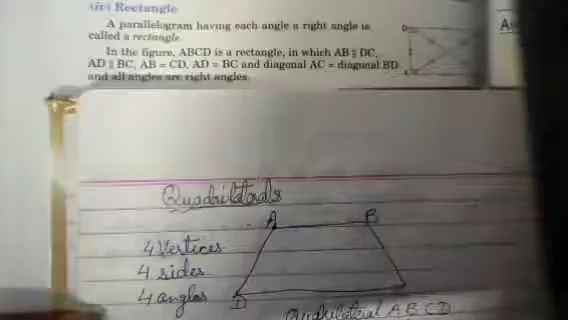 (iv) Rectangle
A parallelogram having each angle a right angle is
called a rectangle.
In the figure, ABCD is a rectangle, in which AB || DC,
AD || BC, AB = CD, AD = BC and diagonal AC = diagonal BD
and all angles are right angles.
Quadrilitrals
A B
4 Vertices
4 sides
4 angles
D
Quadrilateral ABCD